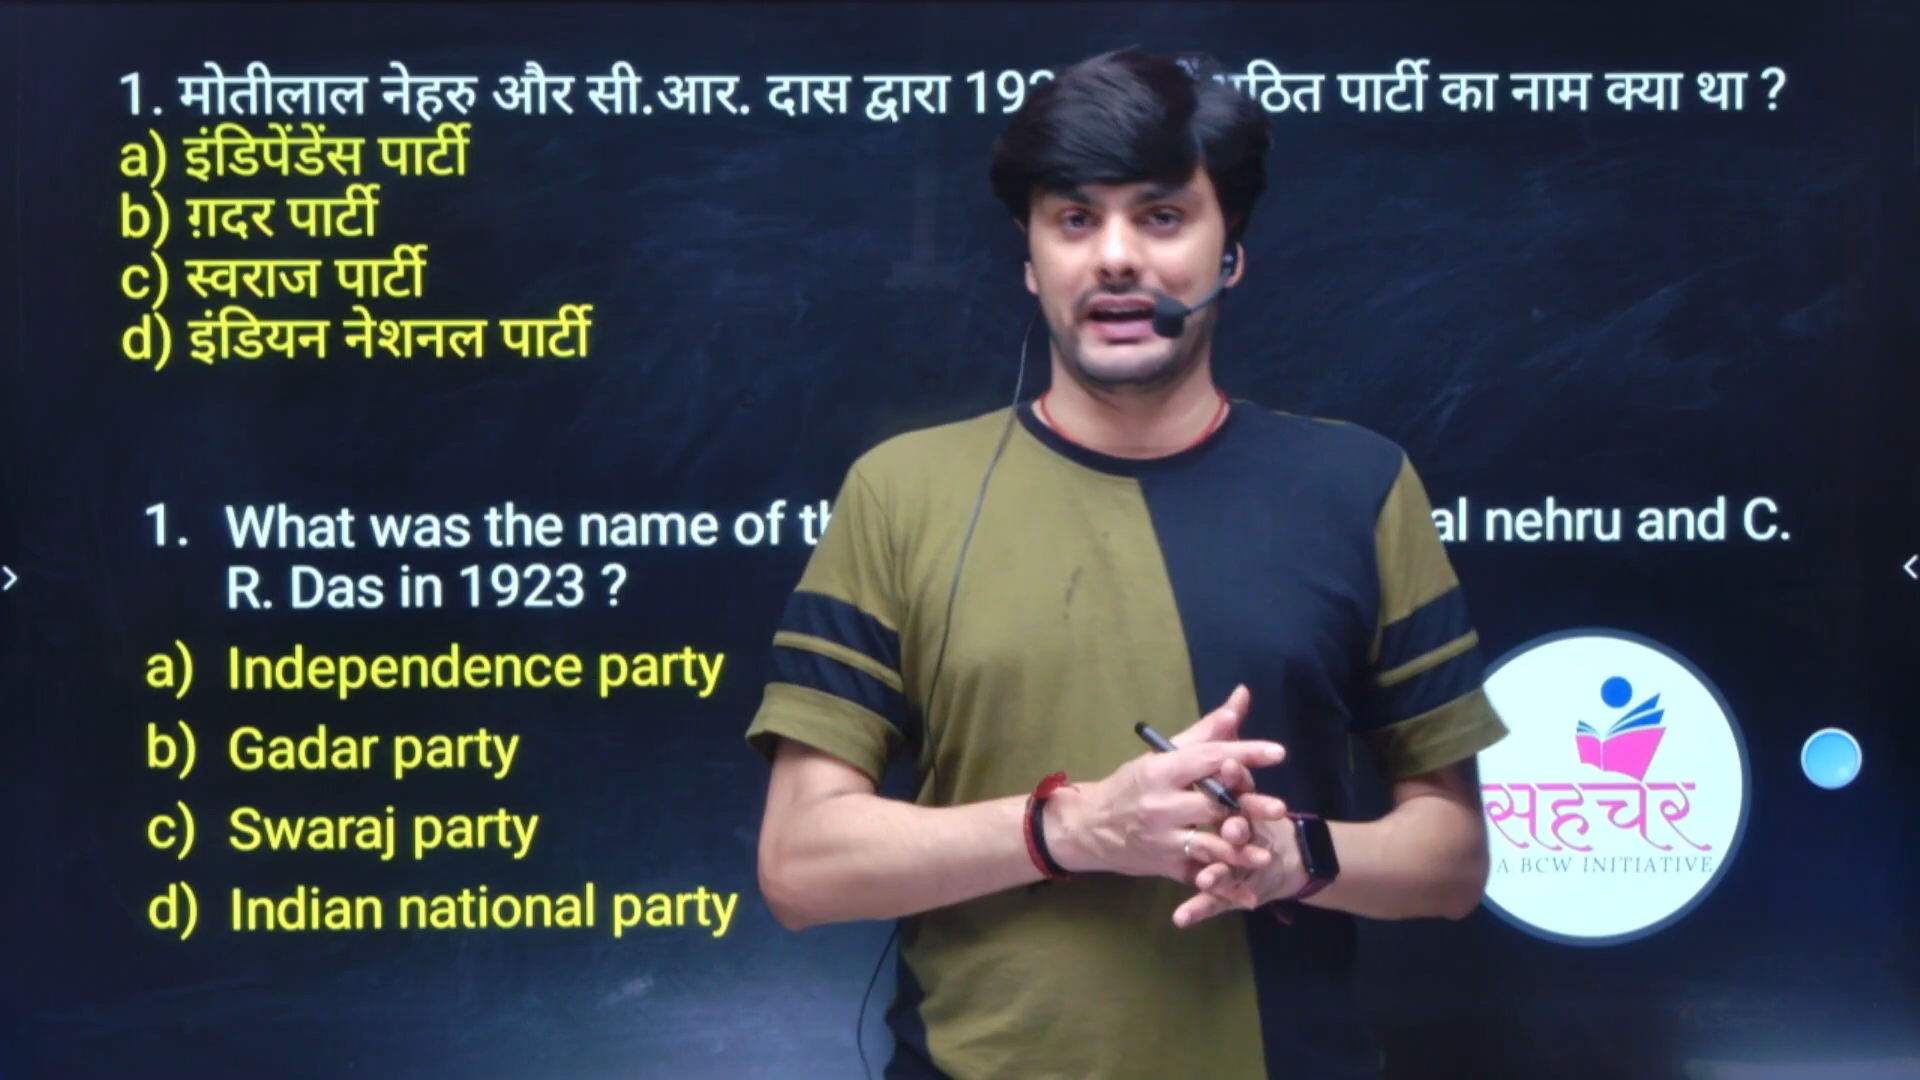 1. मोतीलाल नेहरु और सी.आर. दास द्वारा पार्टी का नाम क्या था ?
a) इंडिपेंडेंस पार्टी
b) ग़दर पार्टी
c) स्वराज पार्टी
d) इंडियन नेशनल पार्टी
1. What was the name of nehru and C.
R. Das in 1923 ?
a) Independence party
b) Gadar party
c) Swaraj party
d) Indian national party
सहचर
A BCW INITIATIVE